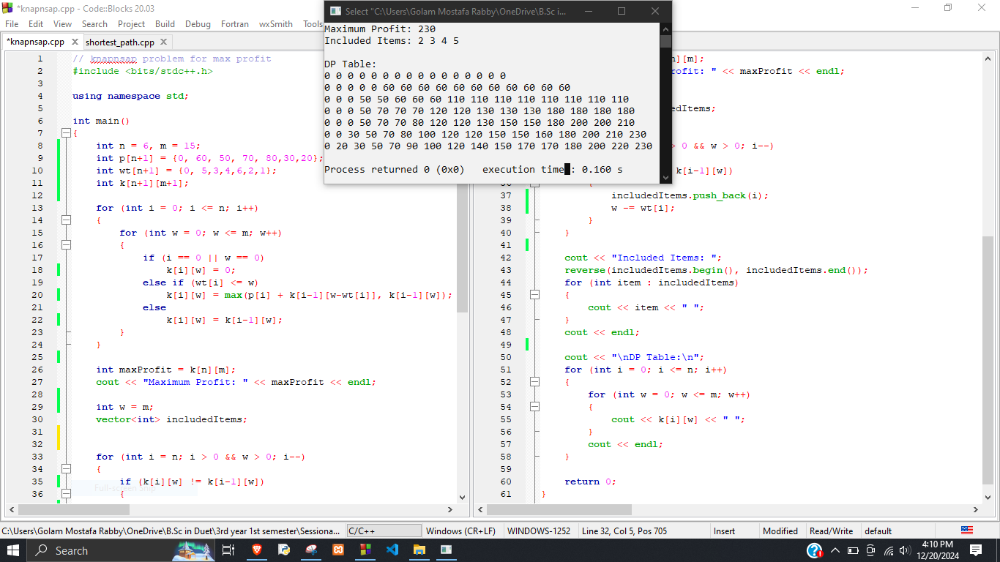 *knapnsap.cpp - Code::Blocks 20.03
File Edit View Search Project Build Debug Fortran wxSmith Tools
*knapnsap.cpp shortest_path.cpp
1 // knapnsap problem for max profit
2 #include <bits/stdc++.h>
3
4 using namespace std;
5
6 int main()
7 {
8 int n = 6, m = 15;
9 int p[n+1] = {0, 60, 50, 70, 80,30,20};
10 int wt[n+1] = {0, 5,3,4,6,2,1};
11 int k[n+1][m+1];
12
13 for (int i = 0; i <= n; i++)
14 {
15 for (int w = 0; w <= m; w++)
16 {
17 if (i == 0 || w == 0)
18 k[i][w] = 0;
19 else if (wt[i] <= w)
20 k[i][w] = max(p[i] + k[i-1][w-wt[i]], k[i-1][w]);
21 else
22 k[i][w] = k[i-1][w];
23 }
24 }
25
26 int maxProfit = k[n][m];
27 cout << "Maximum Profit: " << maxProfit << endl;
28
29 int w = m;
30 vector<int> includedItems;
31
32
33 for (int i = n; i > 0 && w > 0; i--)
34 {
35 if (k[i][w] != k[i-1][w])
36 {
Full-screen Snip
Select "C:\Users\Golam Mostafa Rabby\OneDrive\B.Sc i...
Maximum Profit: 230
Included Items: 2 3 4 5
DP Table:
0 0 0 0 0 0 0 0 0 0 0 0 0 0 0 0
0 0 0 0 0 60 60 60 60 60 60 60 60 60 60 60
0 0 0 50 50 60 60 60 110 110 110 110 110 110 110 110
0 0 0 50 70 70 70 120 120 130 130 130 180 180 180 180
0 0 0 50 70 70 80 120 120 130 150 150 180 200 200 210
0 0 30 50 70 80 100 120 120 150 150 160 180 200 210 230
0 20 30 50 70 90 100 120 140 150 170 170 180 200 220 230
Process returned 0 (0x0) execution time : 0.160 s
][m];
rofit: " << maxProfit << endl;
edItems;
> 0 && w > 0; i--)
k[i-1][w])
36 {
37 includedItems.push_back(i);
38 w -= wt[i];
39 }
40 }
41
42 cout << "Included Items: ";
43 reverse(includedItems.begin(), includedItems.end());
44 for (int item : includedItems)
45 {
46 cout << item << " ";
47 }
48 cout << endl;
49
50 cout << "\nDP Table:\n";
51 for (int i = 0; i <= n; i++)
52 {
53 for (int w = 0; w <= m; w++)
54 {
55 cout << k[i][w] << " ";
56 }
57 cout << endl;
58 }
59
60 return 0;
61 }
C:\Users\Golam Mostafa Rabby\OneDrive\B.Sc in Duet\3rd year 1st semester\Sessiona... C/C++ Windows (CR+LF) WINDOWS-1252 Line 32, Col 5, Pos 705 Insert Modified Read/Write default
Search
4:10 PM
12/20/2024